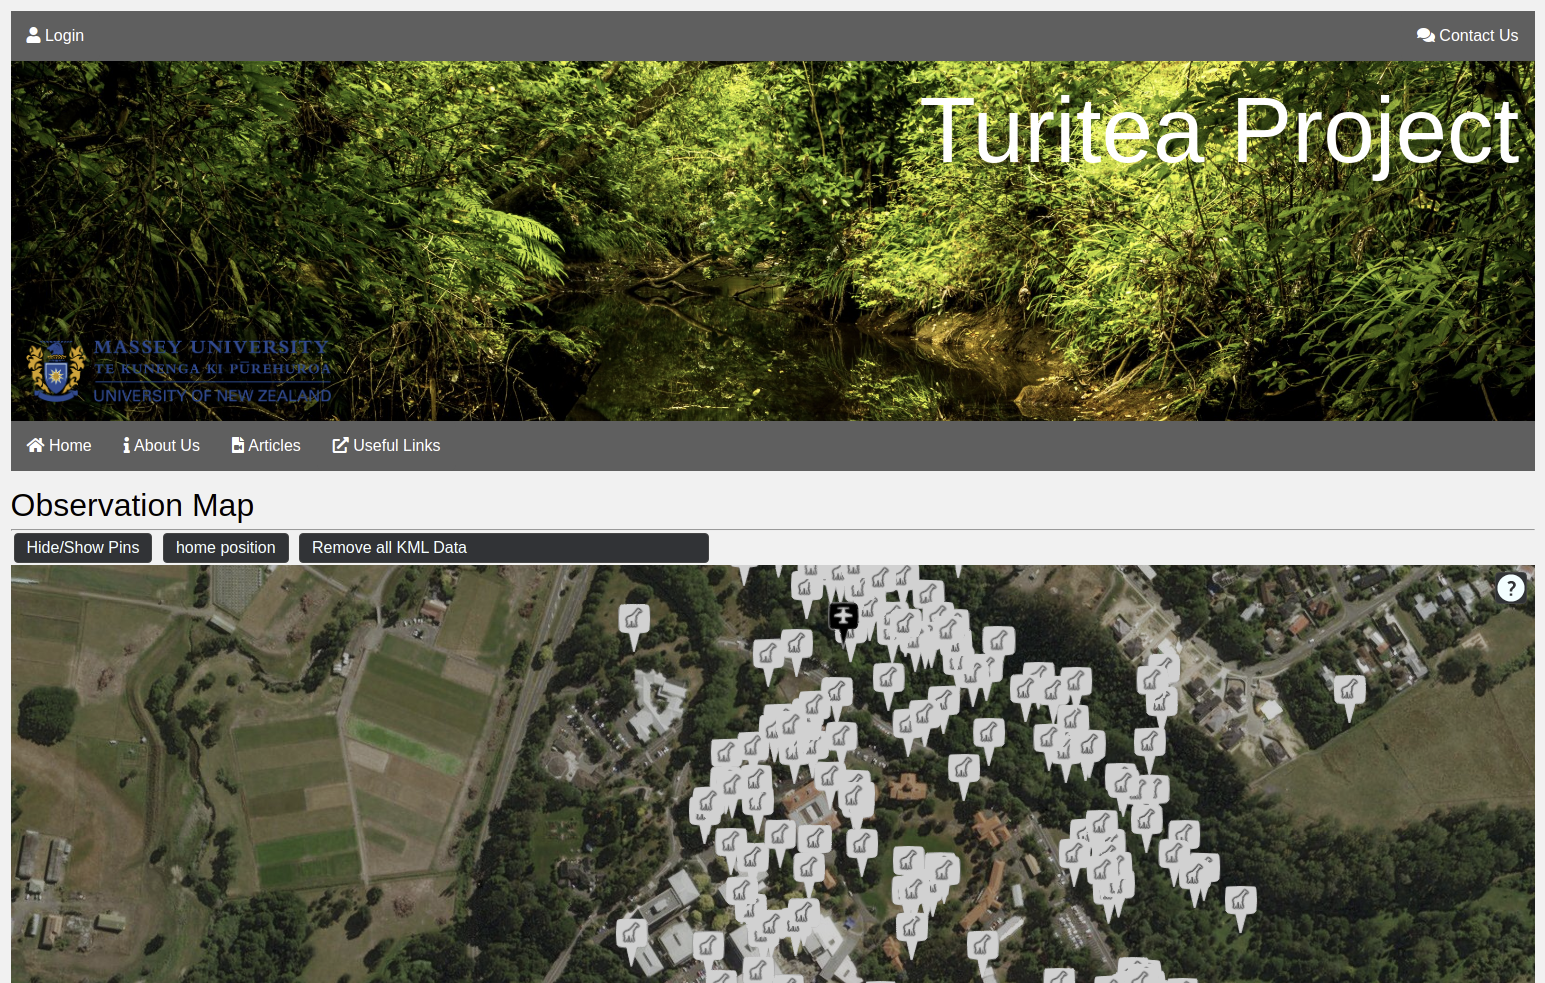 Login
Contact Us
Turitea Project
MASSEY UNIVERSITY
TE KUNENGA KI PŪREHUROA
UNIVERSITY OF NEW ZEALAND
Home
About Us
Articles
Useful Links
Observation Map
Hide/Show Pins
home position
Remove all KML Data
?